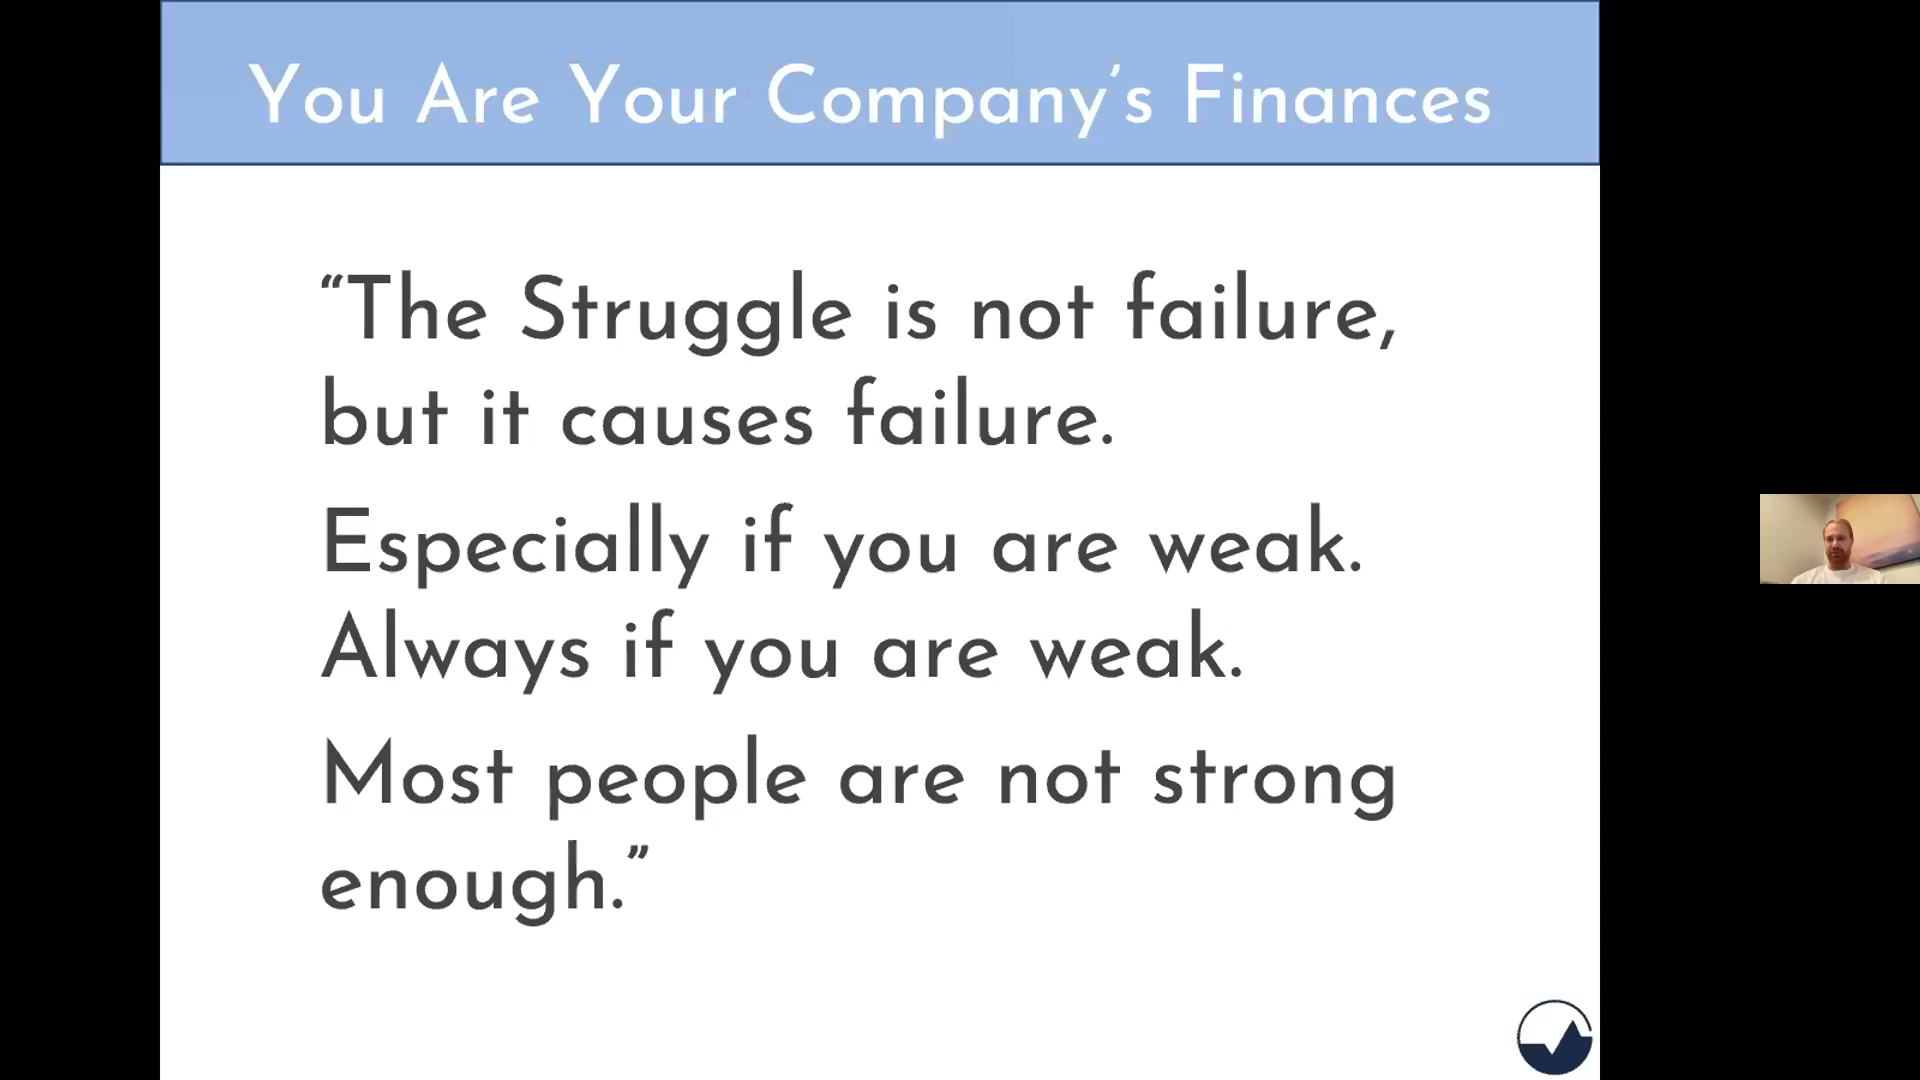 You Are Your Company’s Finances
“The Struggle is not failure,
but it causes failure.
Especially if you are weak.
Always if you are weak.
Most people are not strong
enough.”